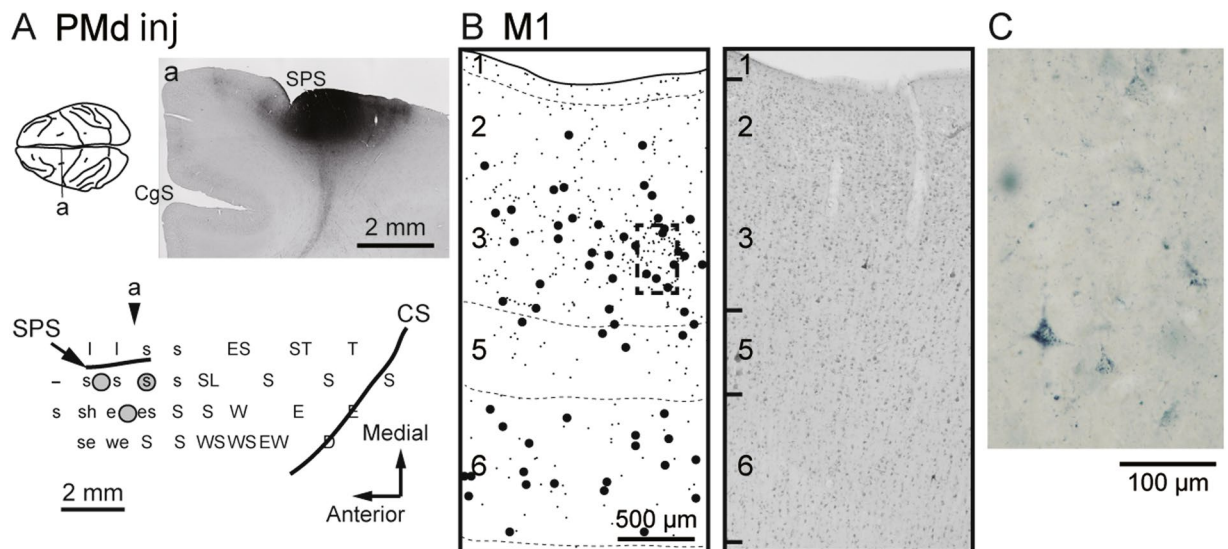 A PMd inj
a
SPS
CgS
2 mm
a
a
SPS
CS
I I s s ES ST T
– s s s s SL S S S
s sh e es S S W E E
se we S S WS WS EW D
2 mm
Medial
Anterior
B M1
1
2
3
5
6
500 µm
1
2
3
5
6
C
100 µm